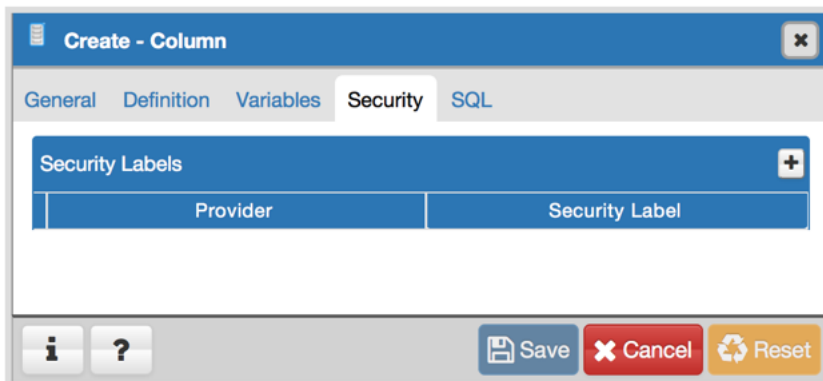 Create - Column
General Definition Variables Security SQL
Security Labels
Provider Security Label
i ? Save Cancel Reset